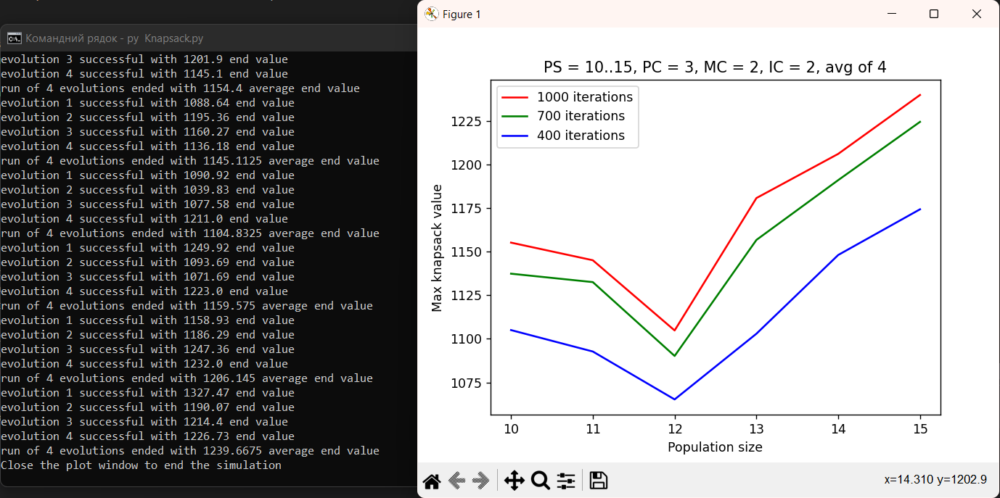 Командний рядок - py Knapsack.py
evolution 3 successful with 1201.9 end value
evolution 4 successful with 1145.1 end value
run of 4 evolutions ended with 1154.4 average end value
evolution 1 successful with 1088.64 end value
evolution 2 successful with 1195.36 end value
evolution 3 successful with 1160.27 end value
evolution 4 successful with 1136.18 end value
run of 4 evolutions ended with 1145.1125 average end value
evolution 1 successful with 1090.92 end value
evolution 2 successful with 1039.83 end value
evolution 3 successful with 1077.58 end value
evolution 4 successful with 1211.0 end value
run of 4 evolutions ended with 1104.8325 average end value
evolution 1 successful with 1249.92 end value
evolution 2 successful with 1093.69 end value
evolution 3 successful with 1071.69 end value
evolution 4 successful with 1223.0 end value
run of 4 evolutions ended with 1159.575 average end value
evolution 1 successful with 1158.93 end value
evolution 2 successful with 1186.29 end value
evolution 3 successful with 1247.36 end value
evolution 4 successful with 1232.0 end value
run of 4 evolutions ended with 1206.145 average end value
evolution 1 successful with 1327.47 end value
evolution 2 successful with 1190.07 end value
evolution 3 successful with 1214.4 end value
evolution 4 successful with 1226.73 end value
run of 4 evolutions ended with 1239.6675 average end value
Close the plot window to end the simulation
Figure 1
PS = 10..15, PC = 3, MC = 2, IC = 2, avg of 4
1000 iterations
700 iterations
400 iterations
Max knapsack value
1225
1200
1175
1150
1125
1100
1075
10 11 12 13 14 15
Population size
x=14.310 y=1202.9